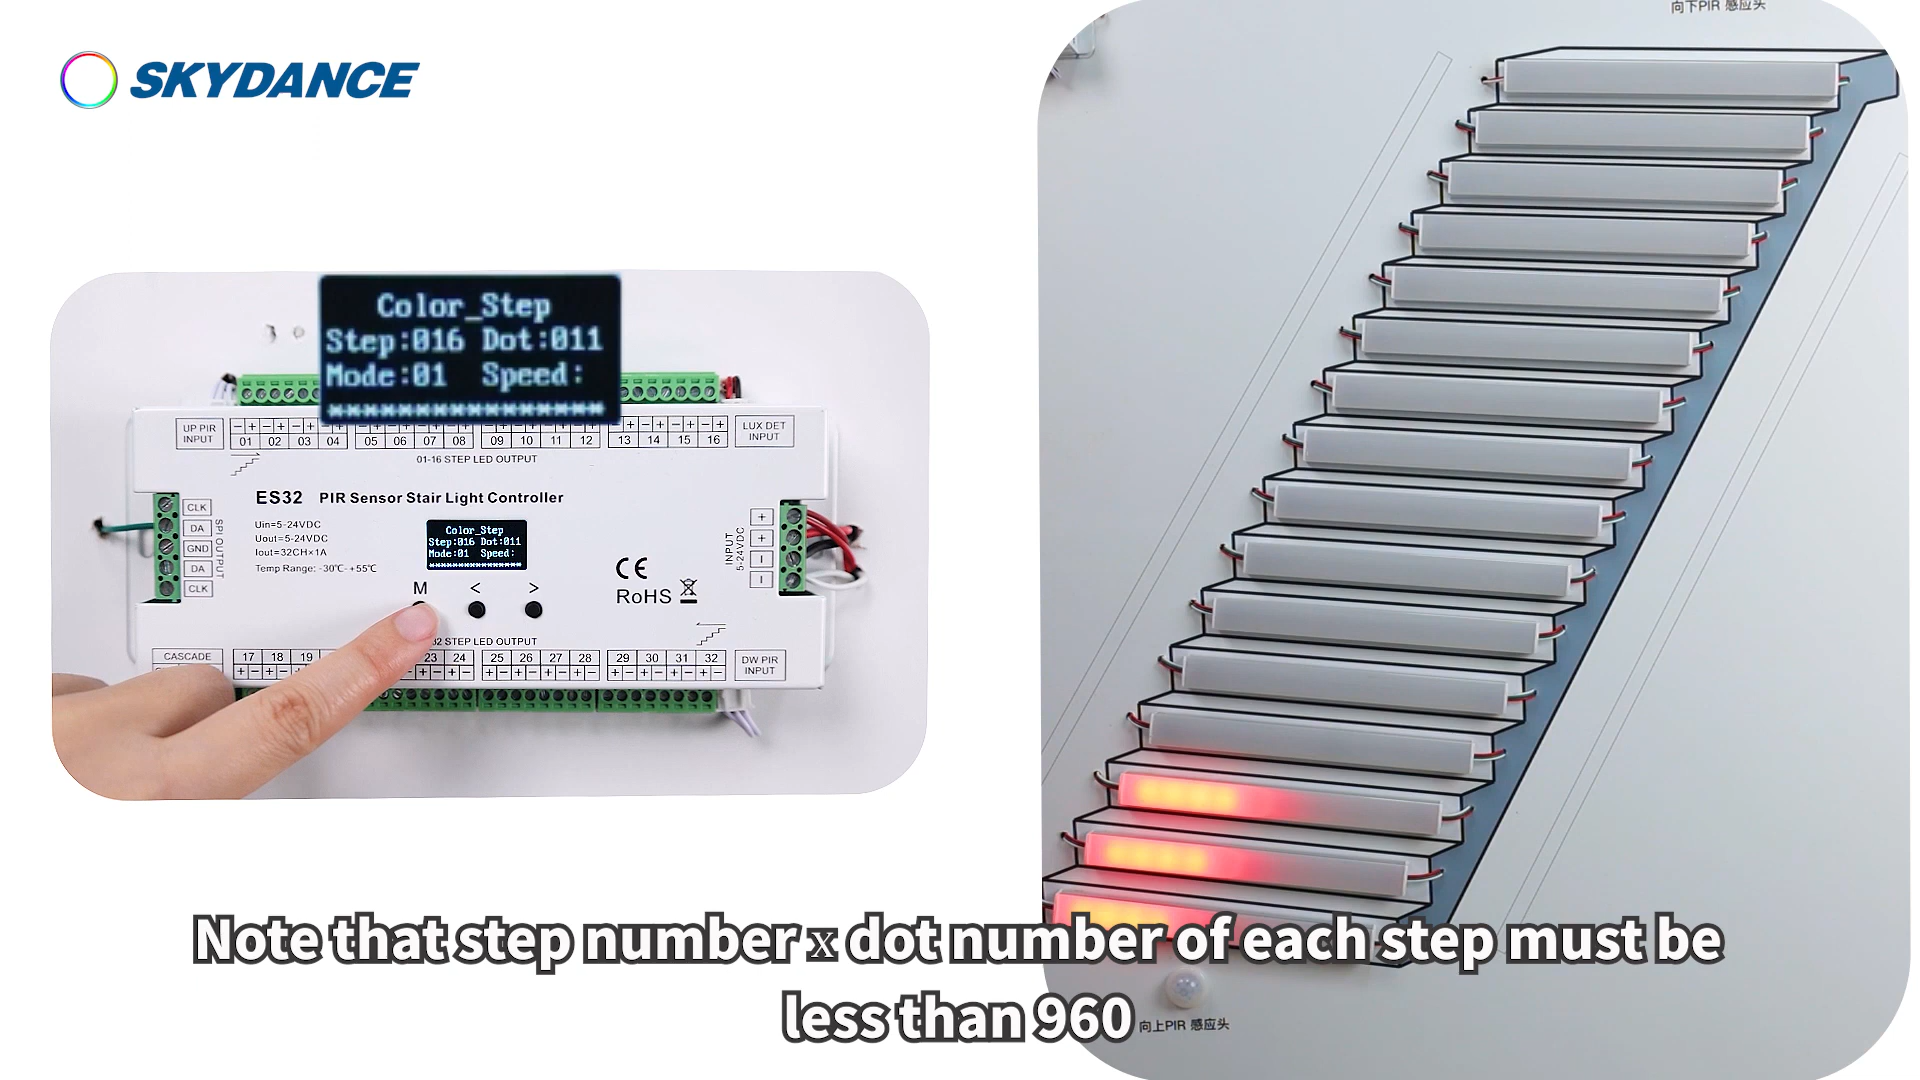 SKYDANCE
向下PIR 感应头
Color_Step
Step:016 Dot:011
Mode:01 Speed:
****************
UP PIR INPUT
01 02 03 04 05 06 07 08 09 10 11 12 13 14 15 16
LUX DET INPUT
01-16 STEP LED OUTPUT
ES32 PIR Sensor Stair Light Controller
Uin=5-24VDC
Uout=5-24VDC
Iout=32CH×1A
Temp Range: -30℃-+55℃
CLK
DA
GND
DA
CLK
SPI OUTPUT
Color_Step
Step:016 Dot:011
Mode:01 Speed:
****************
M < >
CE
RoHS
INPUT
5-24VDC
+
+
32 STEP LED OUTPUT
CASCADE
17 18 19 23 24 25 26 27 28 29 30 31 32
DW PIR INPUT
Note that step number x dot number of each step must be
less than 960
向上PIR 感应头